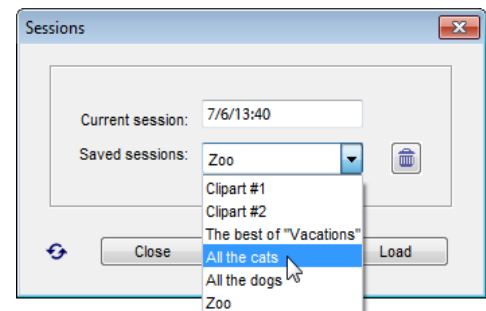 Sessions
Current session: 7/6/13:40
Saved sessions: Zoo
Clipart #1
Clipart #2
The best of "Vacations"
Close All the cats Load
All the dogs
Zoo